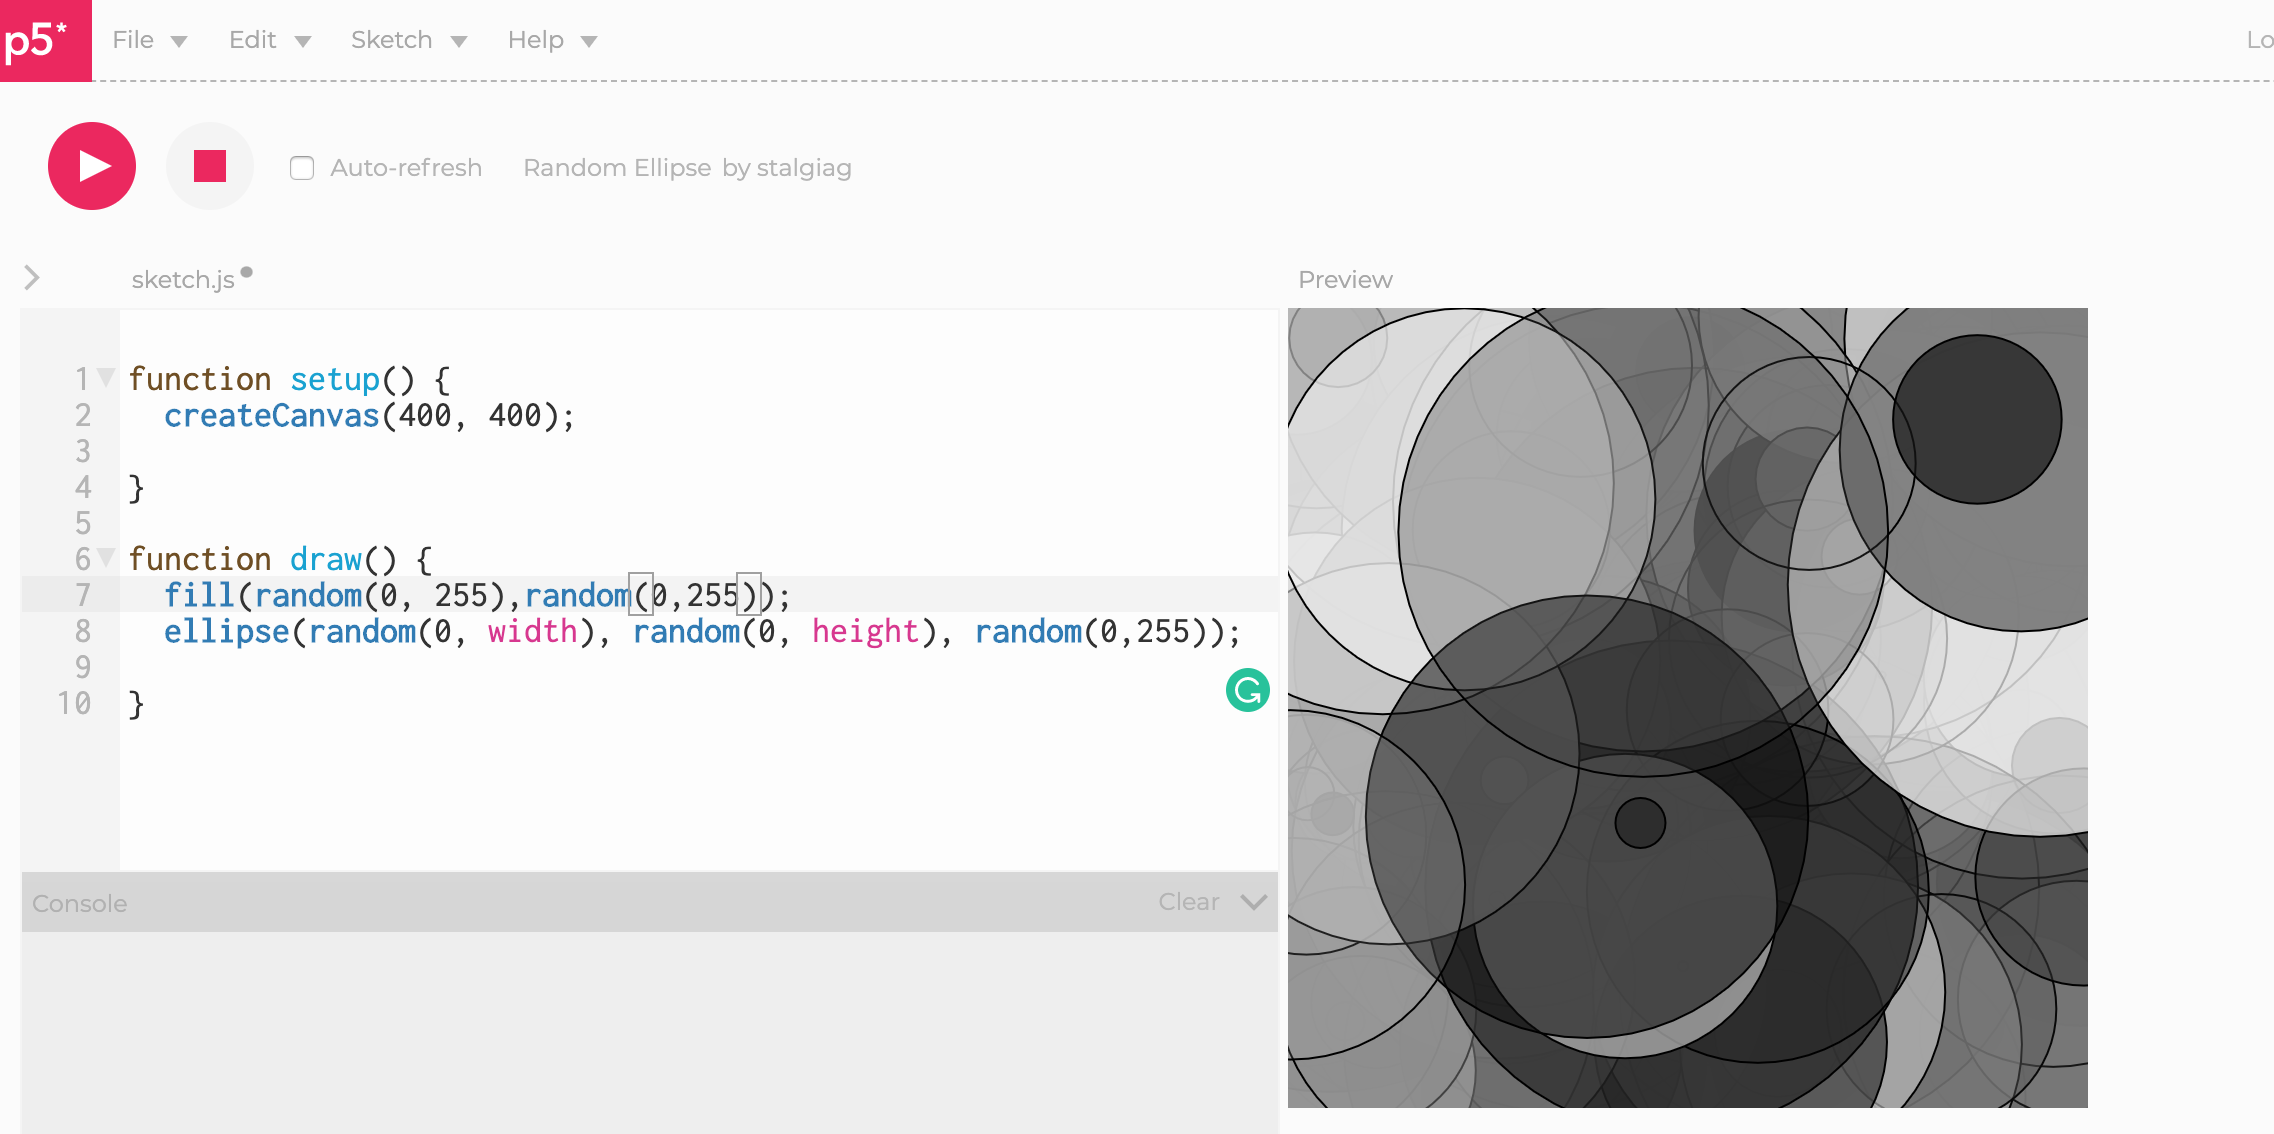 p5*
File Edit Sketch Help
Auto-refresh Random Ellipse by stalgiag
sketch.js
Preview
1 function setup() {
2 createCanvas(400, 400);
3
4 }
5
6 function draw() {
7 fill(random(0, 255),random(0,255));
8 ellipse(random(0, width), random(0, height), random(0,255));
9
10 }
Console Clear